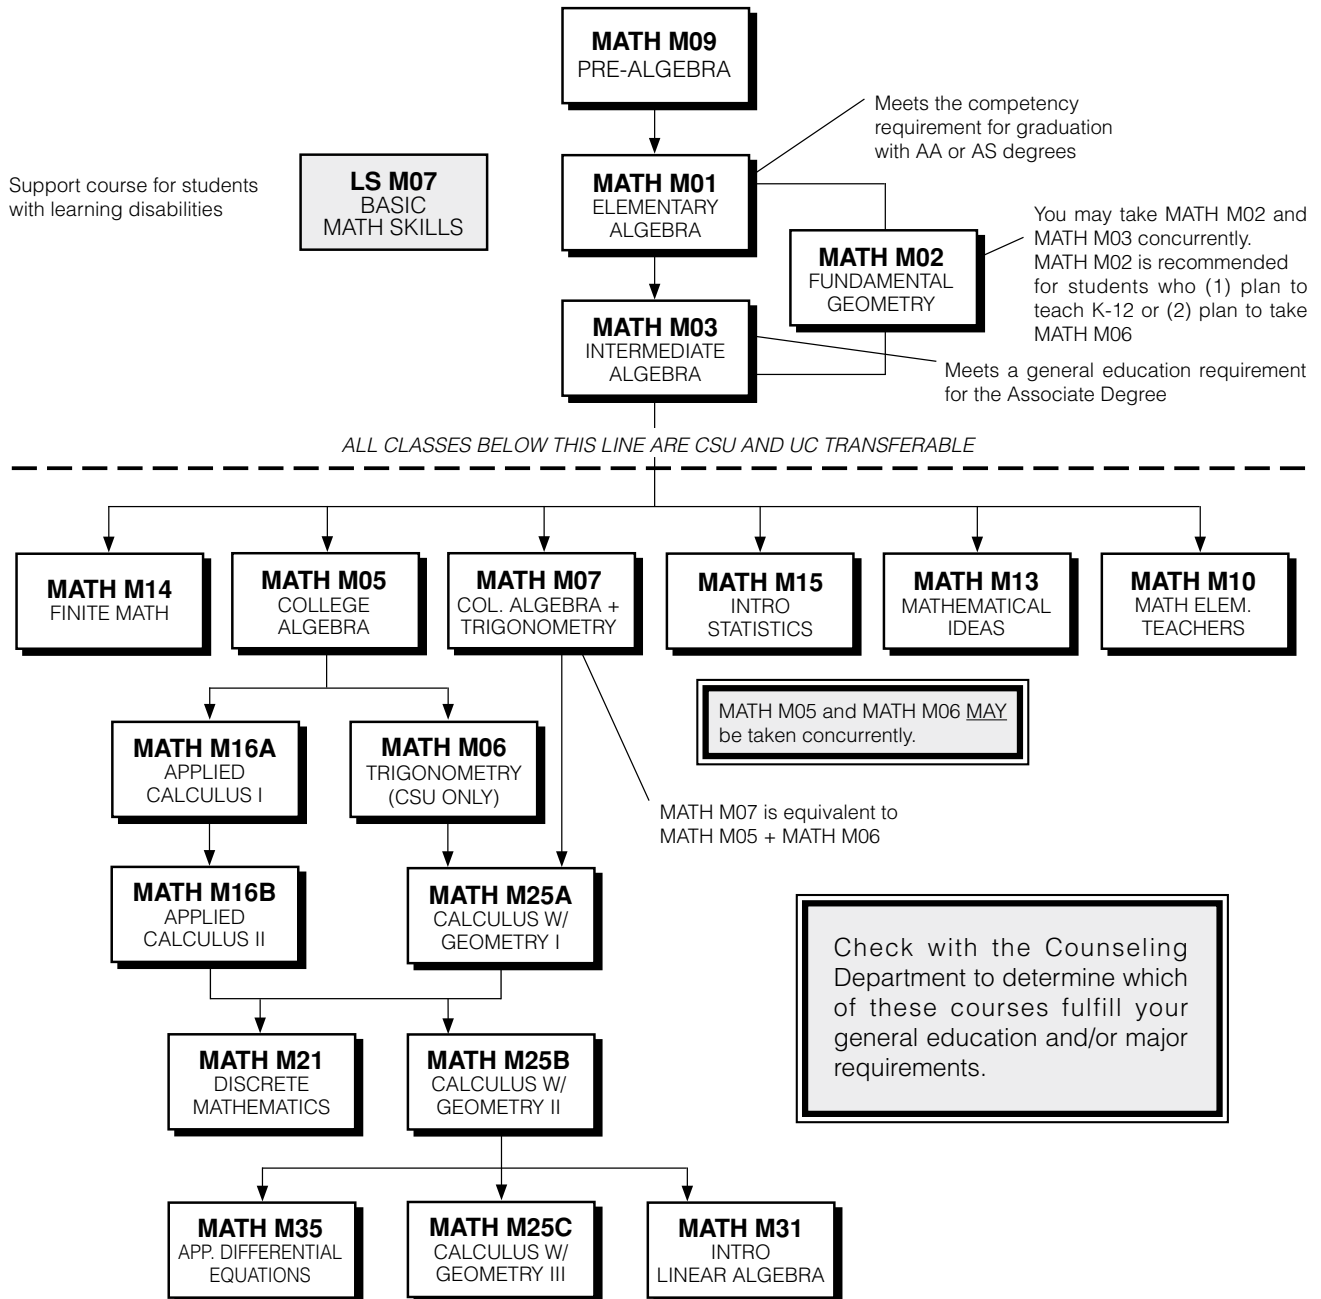 MATH M09
PRE-ALGEBRA
Meets the competency
requirement for graduation
with AA or AS degrees
Support course for students
with learning disabilities
LS M07
BASIC
MATH SKILLS
MATH M01
ELEMENTARY
ALGEBRA
You may take MATH M02 and
MATH M03 concurrently.
MATH M02 is recommended
for students who (1) plan to
teach K-12 or (2) plan to take
MATH M06
MATH M02
FUNDAMENTAL
GEOMETRY
MATH M03
INTERMEDIATE
ALGEBRA
Meets a general education requirement
for the Associate Degree
ALL CLASSES BELOW THIS LINE ARE CSU AND UC TRANSFERABLE
MATH M14
FINITE MATH
MATH M05
COLLEGE
ALGEBRA
MATH M07
COL. ALGEBRA +
TRIGONOMETRY
MATH M15
INTRO
STATISTICS
MATH M13
MATHEMATICAL
IDEAS
MATH M10
MATH ELEM.
TEACHERS
MATH M05 and MATH M06 MAY
be taken concurrently.
MATH M16A
APPLIED
CALCULUS I
MATH M06
TRIGONOMETRY
(CSU ONLY)
MATH M07 is equivalent to
MATH M05 + MATH M06
MATH M16B
APPLIED
CALCULUS II
MATH M25A
CALCULUS W/
GEOMETRY I
Check with the Counseling
Department to determine which
of these courses fulfill your
general education and/or major
requirements.
MATH M21
DISCRETE
MATHEMATICS
MATH M25B
CALCULUS W/
GEOMETRY II
MATH M35
APP. DIFFERENTIAL
EQUATIONS
MATH M25C
CALCULUS W/
GEOMETRY III
MATH M31
INTRO
LINEAR ALGEBRA